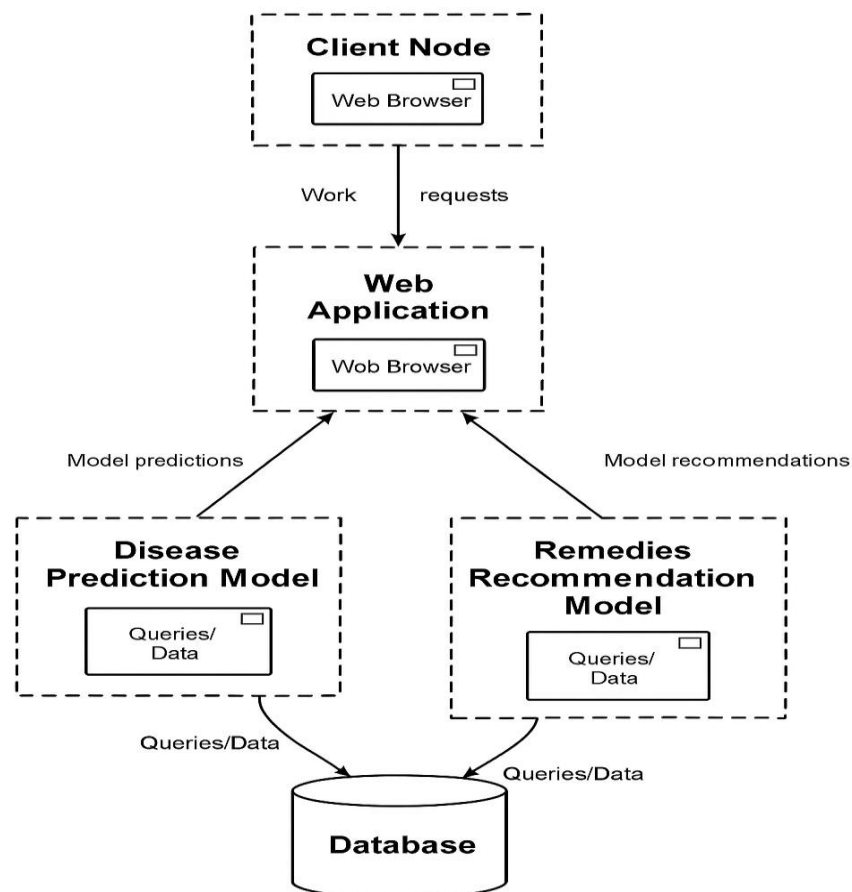 Client Node
Web Browser
Work requests
Web
Application
Wob Browser
Model predictions
Model recommendations
Disease
Prediction Model
Queries/
Data
Remedies
Recommendation
Model
Queries/
Data
Queries/Data
Queries/Data
Database